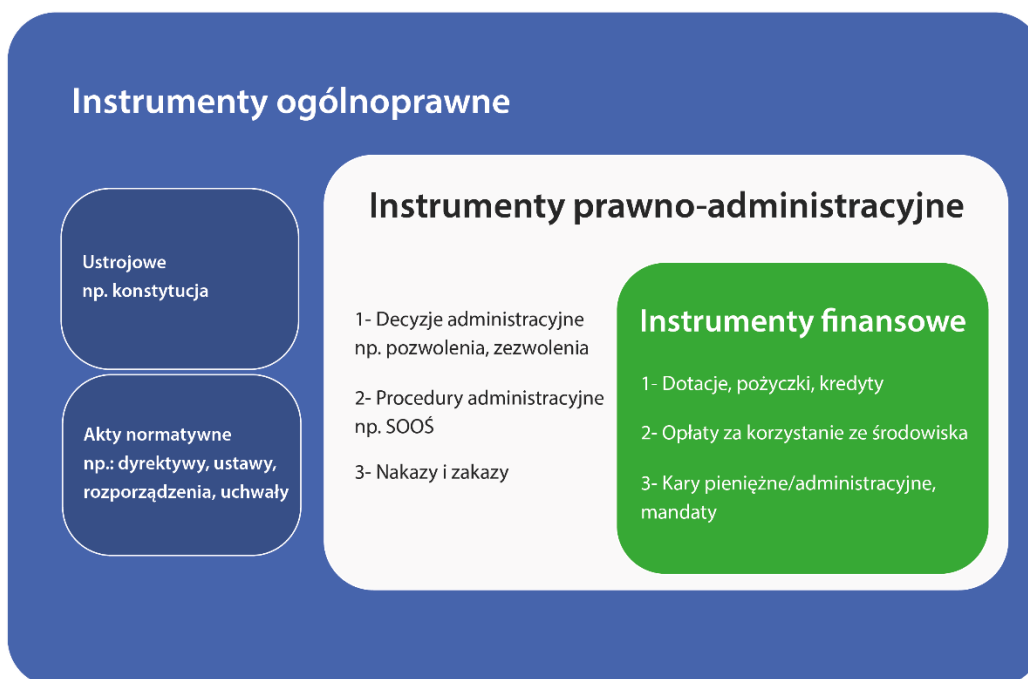 Instrumenty ogólnoprawne
Ustrojowe
np. konstytucja
Akty normatywne
np.: dyrektywy, ustawy,
rozporządzenia, uchwały
Instrumenty prawno-administracyjne
1- Decyzje administracyjne
np. pozwolenia, zezwolenia
2- Procedury administracyjne
np. SOOŚ
3- Nakazy i zakazy
Instrumenty finansowe
1- Dotacje, pożyczki, kredyty
2- Opłaty za korzystanie ze środowiska
3- Kary pieniężne/administracyjne,
mandaty